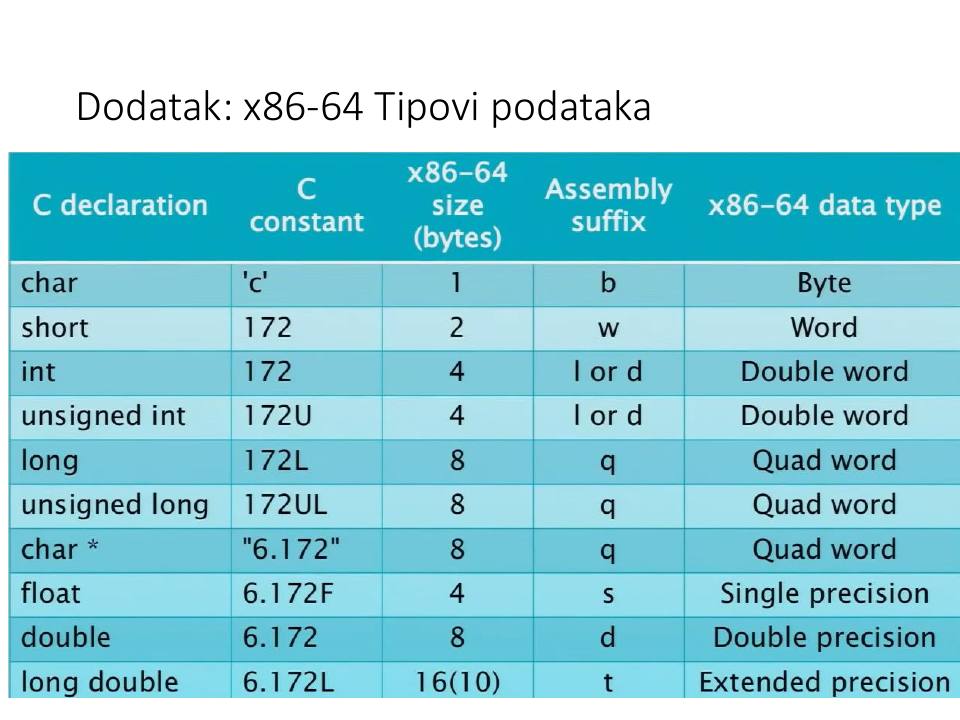 Dodatak: x86-64 Tipovi podataka
C declaration C constant x86-64 size (bytes) Assembly suffix x86-64 data type
char 'c' 1 b Byte
short 172 2 w Word
int 172 4 l or d Double word
unsigned int 172U 4 l or d Double word
long 172L 8 q Quad word
unsigned long 172UL 8 q Quad word
char * "6.172" 8 q Quad word
float 6.172F 4 s Single precision
double 6.172 8 d Double precision
long double 6.172L 16(10) t Extended precision